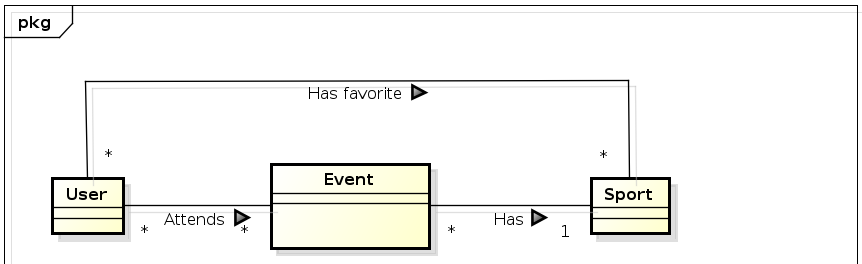 pkg
Has favorite
*
*
User
Event
Sport
Attends
Has
*
*
*
1